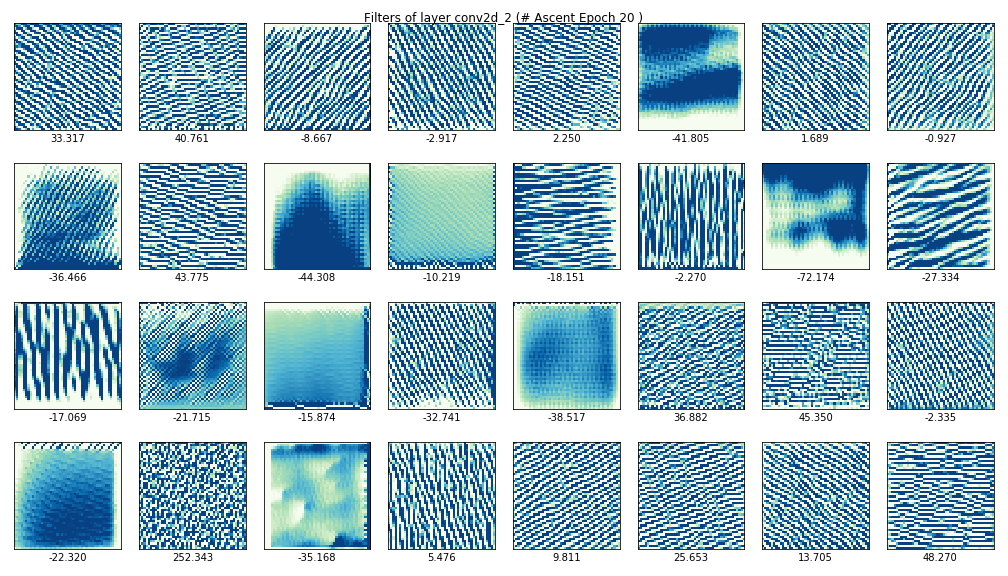 Filters of layer conv2d_2 (# Ascent Epoch 20 )
33.317 40.761 -8.667 -2.917 2.250 -41.805 1.689 -0.927
-36.466 43.775 -44.308 -10.219 -18.151 -2.270 -72.174 -27.334
-17.069 -21.715 -15.874 -32.741 -38.517 36.882 45.350 -2.335
-22.320 252.343 -35.168 5.476 9.811 25.653 13.705 48.270